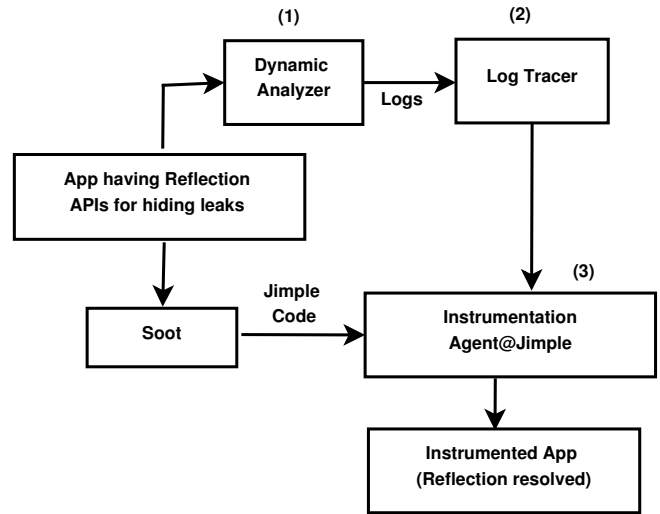 (1)
(2)
Dynamic
Analyzer
Logs
Log Tracer
App having Reflection
APIs for hiding leaks
(3)
Soot
Jimple
Code
Instrumentation
Agent@Jimple
Instrumented App
(Reflection resolved)